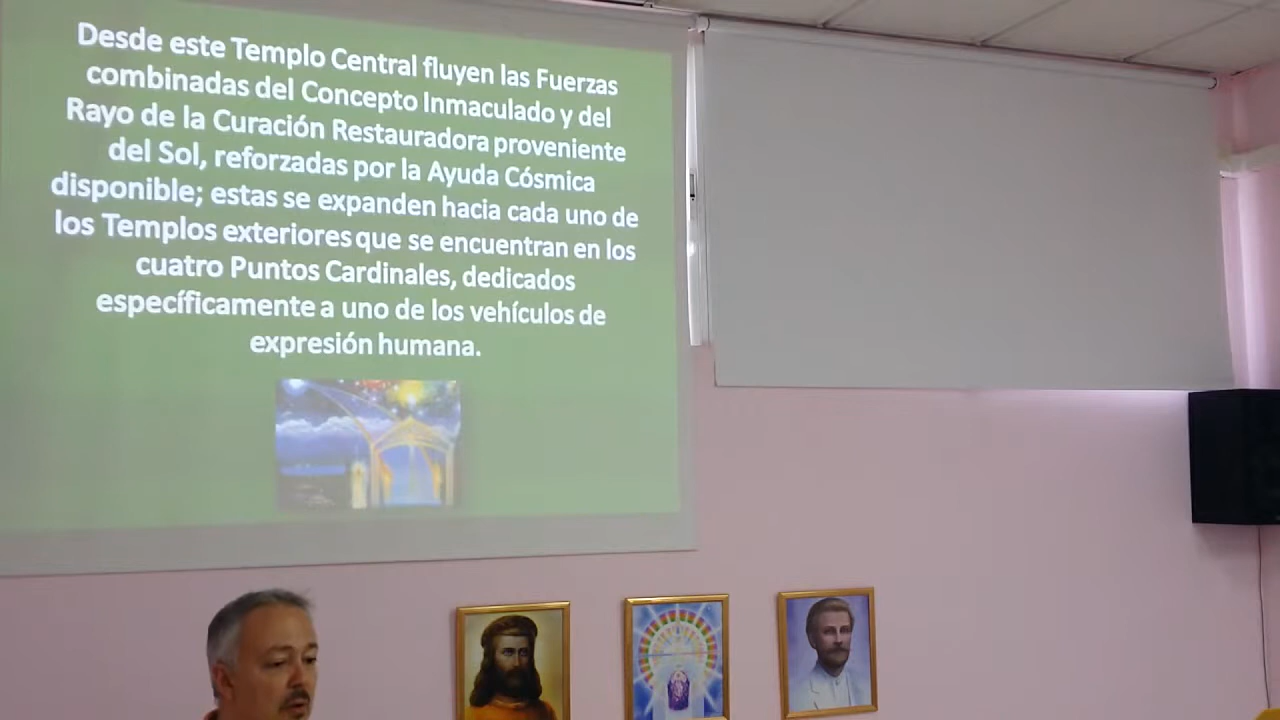 Desde este Templo Central fluyen las Fuerzas
combinadas del Concepto Inmaculado y del
Rayo de la Curación Restauradora proveniente
del Sol, reforzadas por la Ayuda Cósmica
disponible; estas se expanden hacia cada uno de
los Templos exteriores que se encuentran en los
cuatro Puntos Cardinales, dedicados
específicamente a uno de los vehículos de
expresión humana.